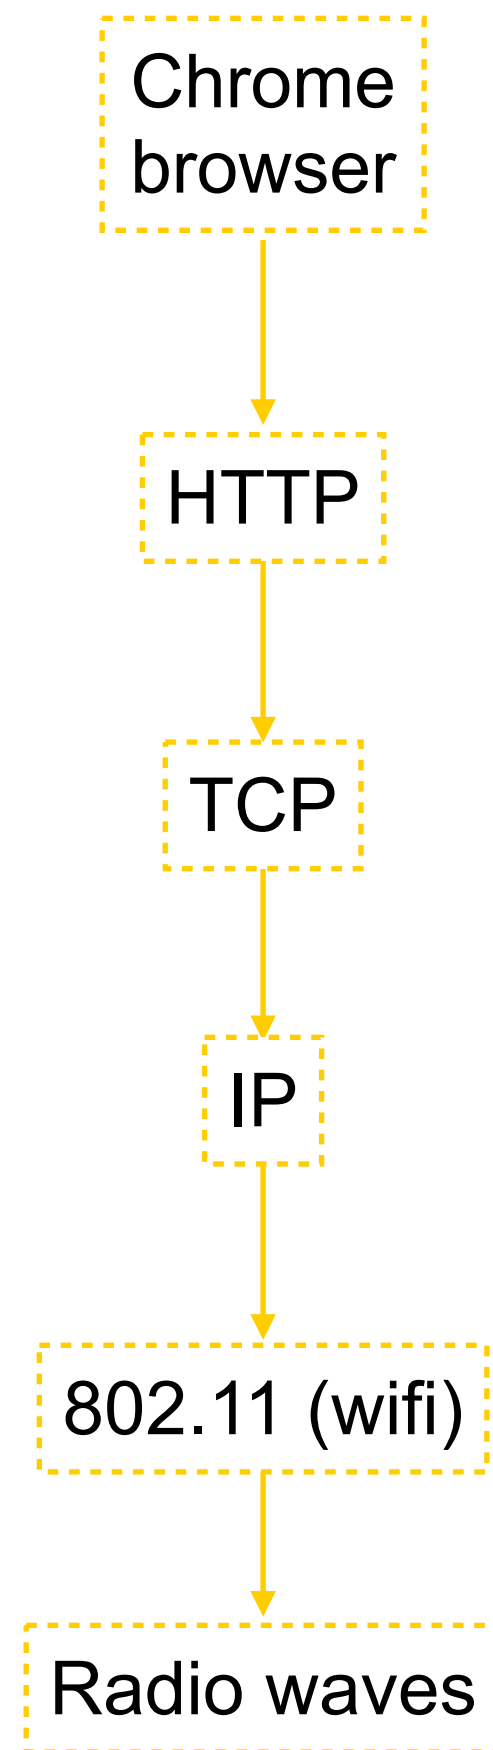 Chrome
browser
HTTP
TCP
IP
802.11 (wifi)
Radio waves